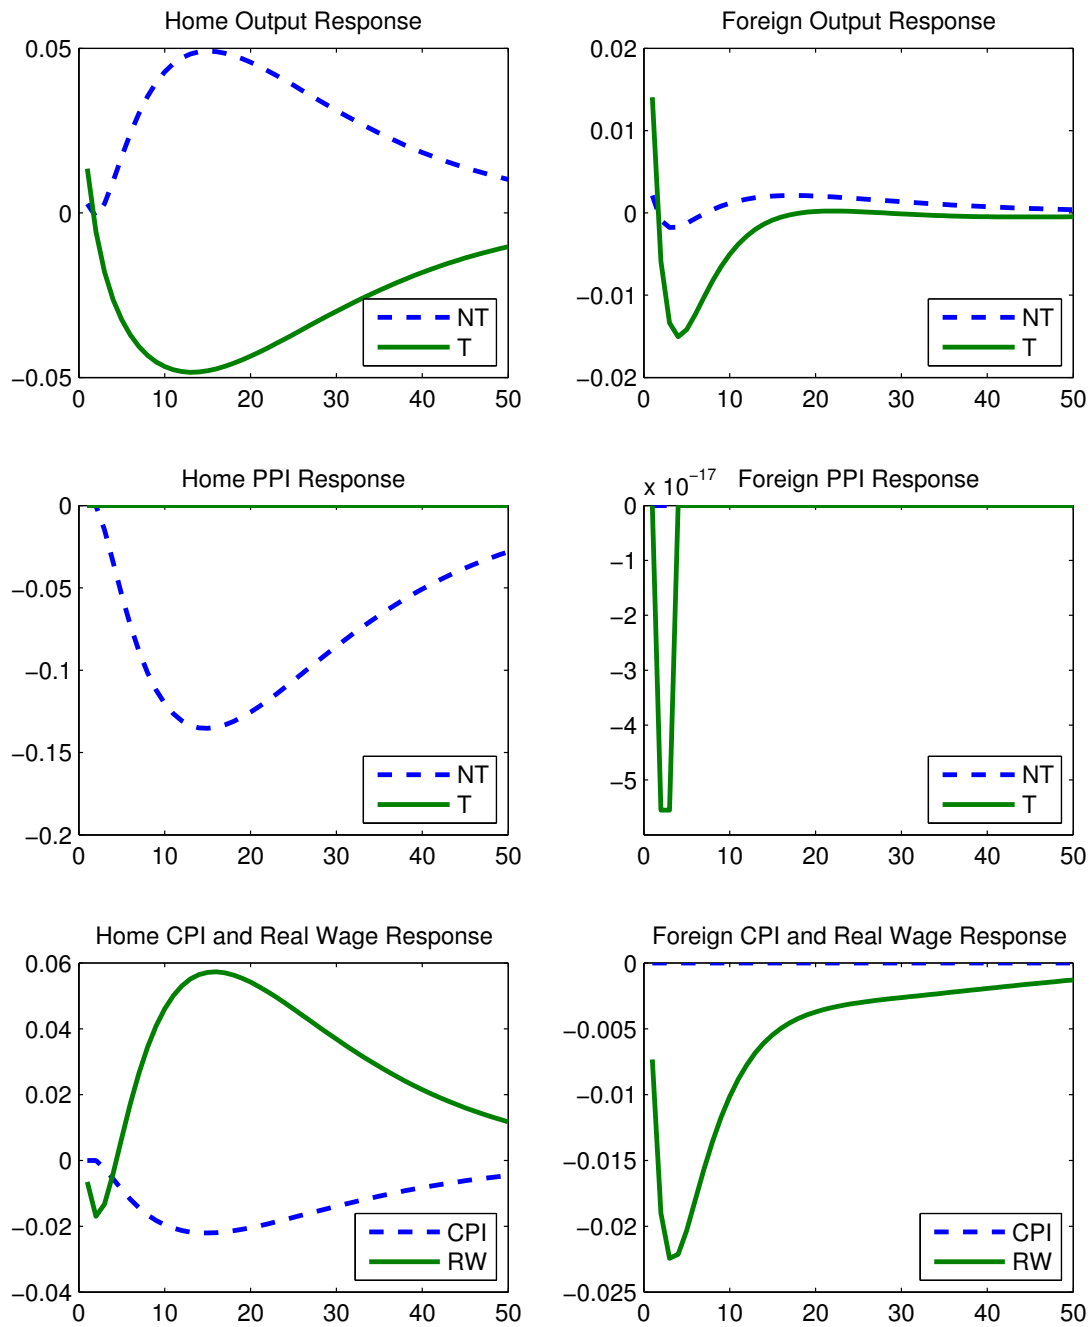 Home Output Response
0.05
0
−0.05
0 10 20 30 40 50
NT
T
Foreign Output Response
0.02
0.01
0
−0.01
−0.02
0 10 20 30 40 50
NT
T
Home PPI Response
0
−0.05
−0.1
−0.15
−0.2
0 10 20 30 40 50
NT
T
x 10−17 Foreign PPI Response
0
−1
−2
−3
−4
−5
0 10 20 30 40 50
NT
T
Home CPI and Real Wage Response
0.06
0.04
0.02
0
−0.02
−0.04
0 10 20 30 40 50
CPI
RW
Foreign CPI and Real Wage Response
0
−0.005
−0.01
−0.015
−0.02
−0.025
0 10 20 30 40 50
CPI
RW